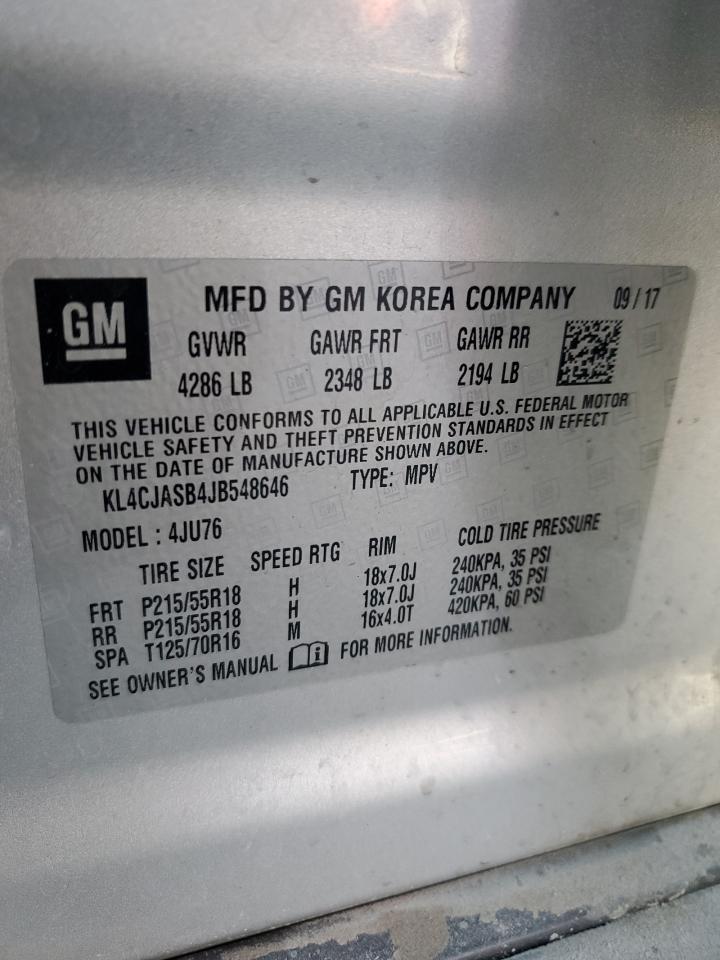 GM
MFD BY GM KOREA COMPANY 09/17
GVWR GAWR FRT GAWR RR
4286 LB 2348 LB 2194 LB
THIS VEHICLE CONFORMS TO ALL APPLICABLE U.S. FEDERAL MOTOR
VEHICLE SAFETY AND THEFT PREVENTION STANDARDS IN EFFECT
ON THE DATE OF MANUFACTURE SHOWN ABOVE.
KL4CJASB4JB548646 TYPE: MPV
MODEL : 4JU76
TIRE SIZE SPEED RTG RIM COLD TIRE PRESSURE
FRT P215/55R18 H 18x7.0J 240KPA, 35 PSI
RR P215/55R18 H 18x7.0J 240KPA, 35 PSI
SPA T125/70R16 M 16x4.0T 420KPA, 60 PSI
SEE OWNER'S MANUAL FOR MORE INFORMATION.